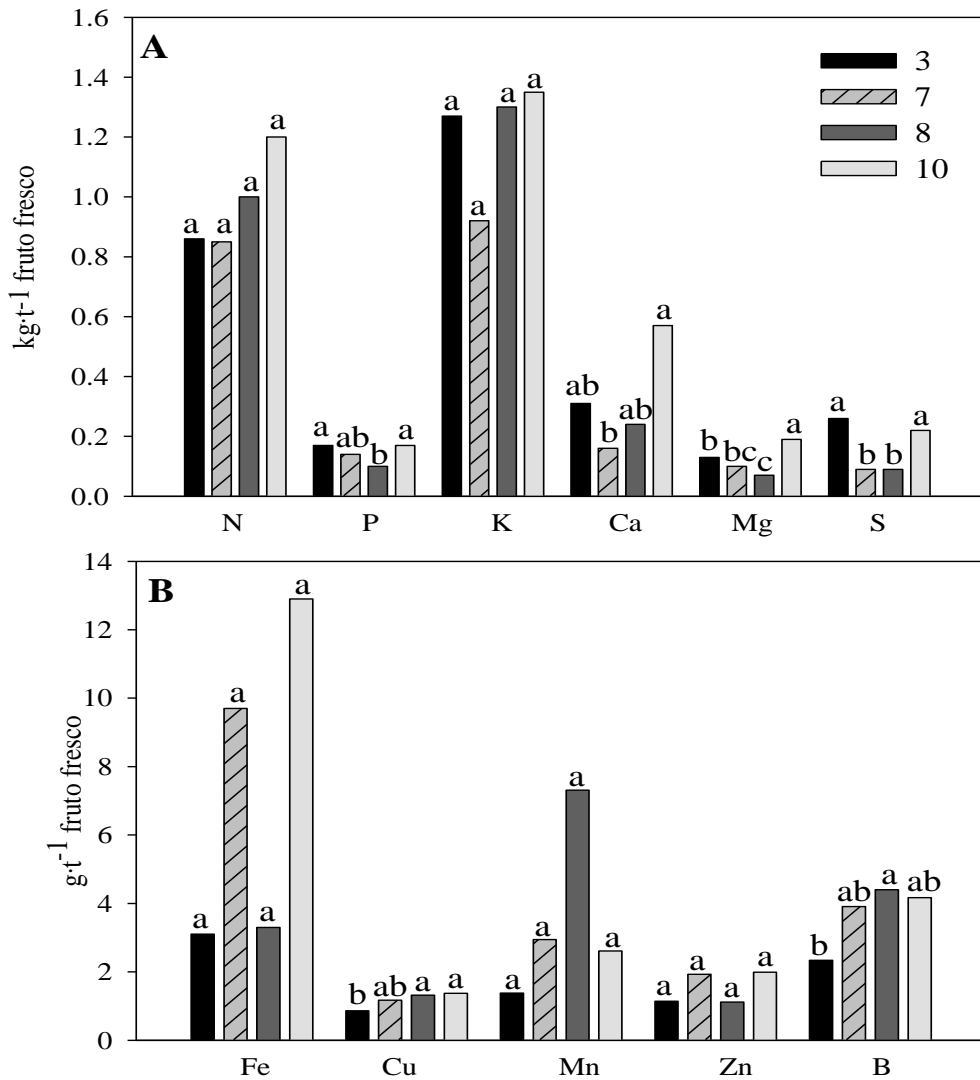 A
1.6
1.4
1.2
1.0
0.8
0.6
0.4
0.2
0.0
kg·t-1 fruto fresco
3
7
8
10
a a a a
a ab b a
a a a a
ab b ab a
b bc c a
a b b a
N P K Ca Mg S
B
14
12
10
8
6
4
2
0
g·t-1 fruto fresco
a a a a
b ab a a
a a a a
a a a a
b ab a ab
Fe Cu Mn Zn B